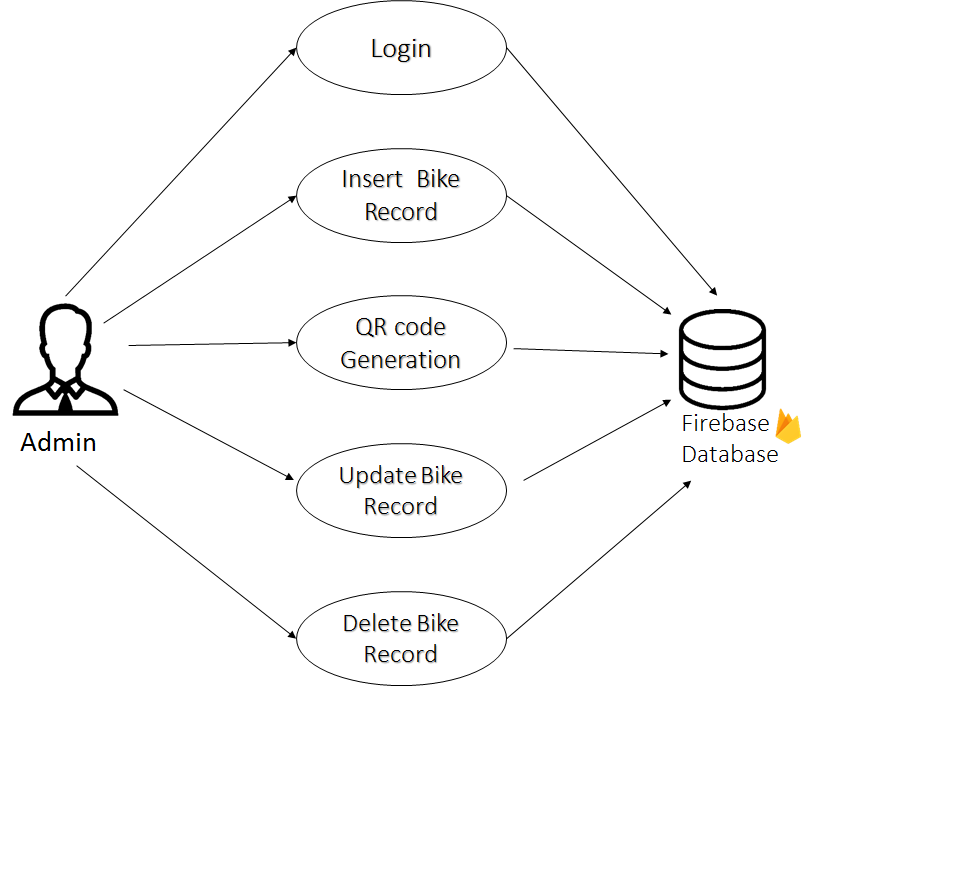 Login
Insert Bike
Record
QR code
Generation
Admin
Firebase
Database
Update Bike
Record
Delete Bike
Record